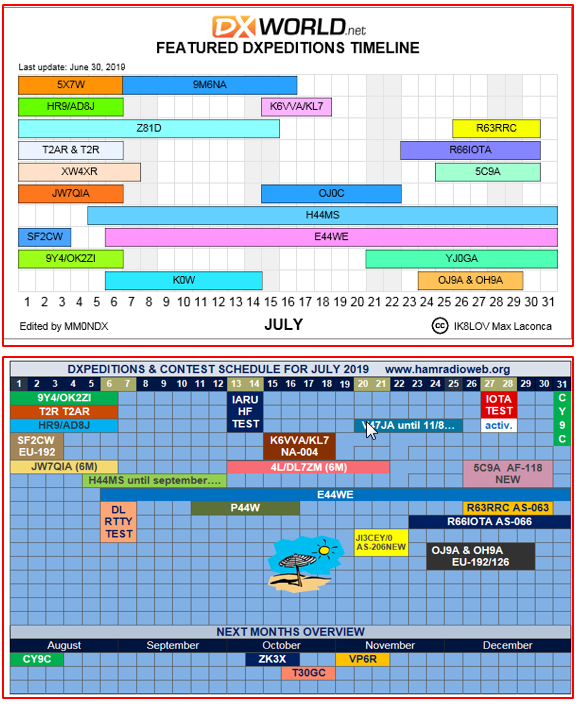 DXWORLD.net
FEATURED DXPEDITIONS TIMELINE
Last update: June 30, 2019
5X7W 9M6NA
HR9/AD8J K6VVA/KL7
Z81D R63RRC
T2AR & T2R R66IOTA
XW4XR 5C9A
JW7QIA OJ0C
H44MS
SF2CW E44WE
9Y4/OK2ZI YJ0GA
K0W OJ9A & OH9A
1 2 3 4 5 6 7 8 9 10 11 12 13 14 15 16 17 18 19 20 21 22 23 24 25 26 27 28 29 30 31
Edited by MM0NDX JULY cc IK8LOV Max Laconca
DXPEDITIONS & CONTEST SCHEDULE FOR JULY 2019 www.hamradioweb.org
1 2 3 4 5 6 7 8 9 10 11 12 13 14 15 16 17 18 19 20 21 22 23 24 25 26 27 28 29 30 31
9Y4/OK2ZI IARU IOTA C
T2R T2AR HF TEST Y
HR9/AD8J TEST until 11/8... activ. 9
SF2CW K6VVA/KL7 C
EU-192 NA-004
JW7QIA (6M) 4L/DL7ZM (6M) 5C9A AF-118
H44MS until september.... NEW
E44WE
DL P44W R63RRC AS-063
RTTY R66IOTA AS-066
TEST JI3CEY/0
AS-206NEW OJ9A & OH9A
EU-192/126
NEXT MONTHS OVERVIEW
August September October November December
CY9C ZK3X VP6R
T30GC